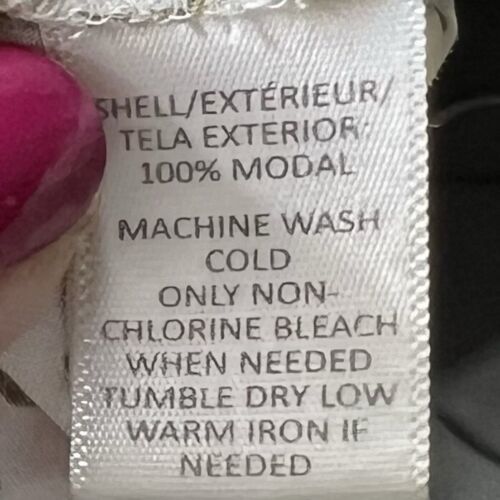 SHELL/EXTÉRIEUR/
TELA EXTERIOR:
100% MODAL
MACHINE WASH
COLD
ONLY NON-
CHLORINE BLEACH
WHEN NEEDED
TUMBLE DRY LOW
WARM IRON IF
NEEDED